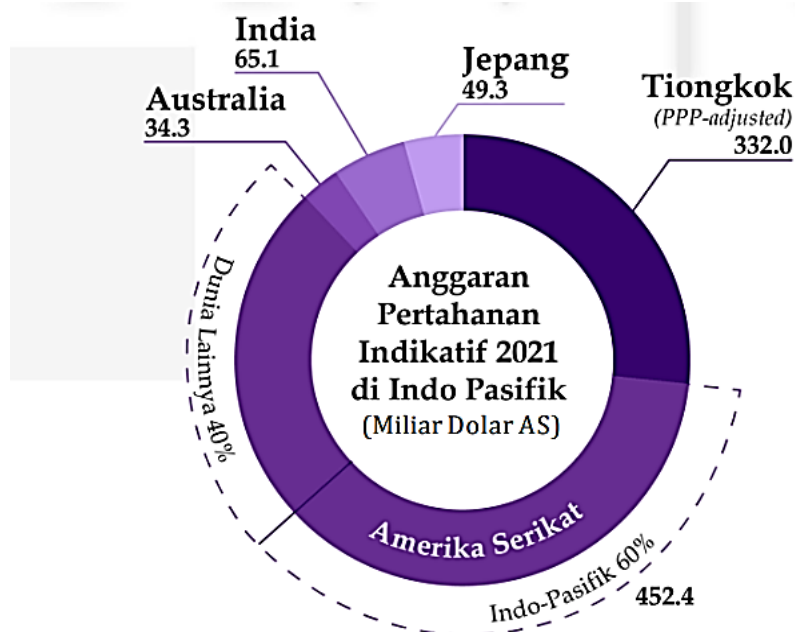 India
65.1
Jepang
49.3
Australia
34.3
Tiongkok
(PPP-adjusted)
332.0
Anggaran
Pertahanan
Indikatif 2021
di Indo Pasifik
(Miliar Dolar AS)
Dunia Lainnya 40%
Amerika Serikat
Indo-Pasifik 60%
452.4